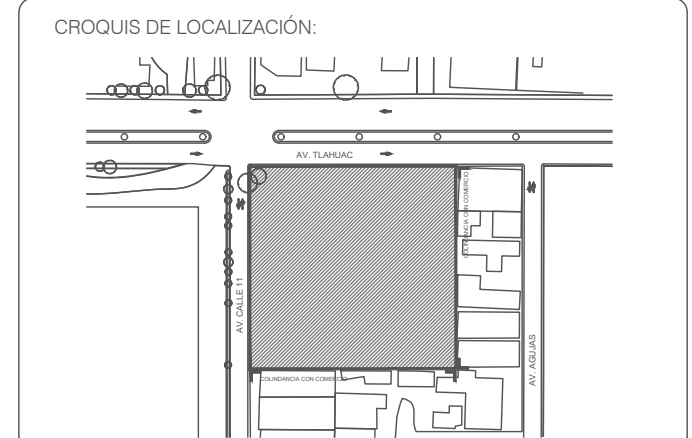 CROQUIS DE LOCALIZACIÓN:
AV. TLAHUAC
COLINDANCIA CON COMERCIO
AV. CALLE 11
AV. AGUJAS
COLINDANCIA CON COMERCIO